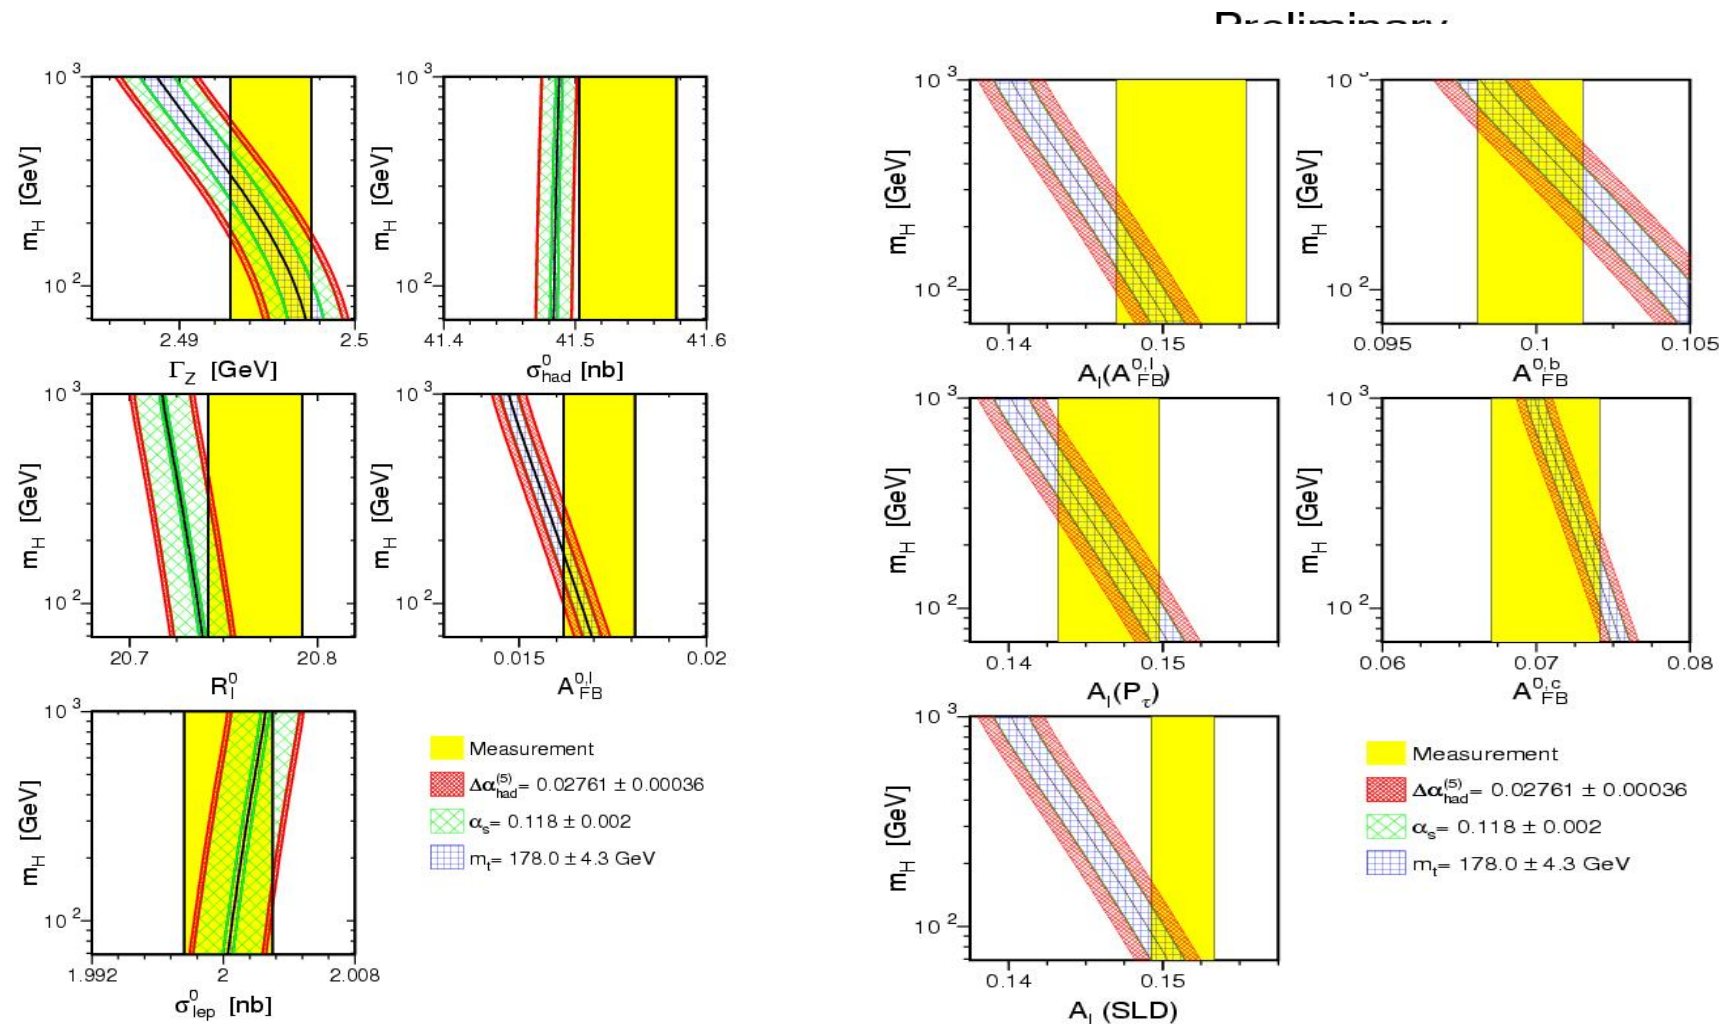 Preliminary
10³
m_H [GeV]
10²
2.49 2.5
Γ_Z [GeV]
10³
m_H [GeV]
10²
41.4 41.5 41.6
σ⁰_had [nb]
10³
m_H [GeV]
10²
0.14 0.15
A_l(A^{0,l}_FB)
10³
m_H [GeV]
10²
0.095 0.1 0.105
A^{0,b}_FB
10³
m_H [GeV]
10²
20.7 20.8
R⁰_l
10³
m_H [GeV]
10²
0.015 0.02
A^{0,l}_FB
10³
m_H [GeV]
10²
0.14 0.15
A_l(P_τ)
10³
m_H [GeV]
10²
0.06 0.07 0.08
A^{0,c}_FB
10³
m_H [GeV]
10²
1.992 2 2.008
σ⁰_lep [nb]
Measurement
Δα^{(5)}_had= 0.02761 ± 0.00036
α_s= 0.118 ± 0.002
m_t= 178.0 ± 4.3 GeV
10³
m_H [GeV]
10²
0.14 0.15
A_l (SLD)
Measurement
Δα^{(5)}_had= 0.02761 ± 0.00036
α_s= 0.118 ± 0.002
m_t= 178.0 ± 4.3 GeV